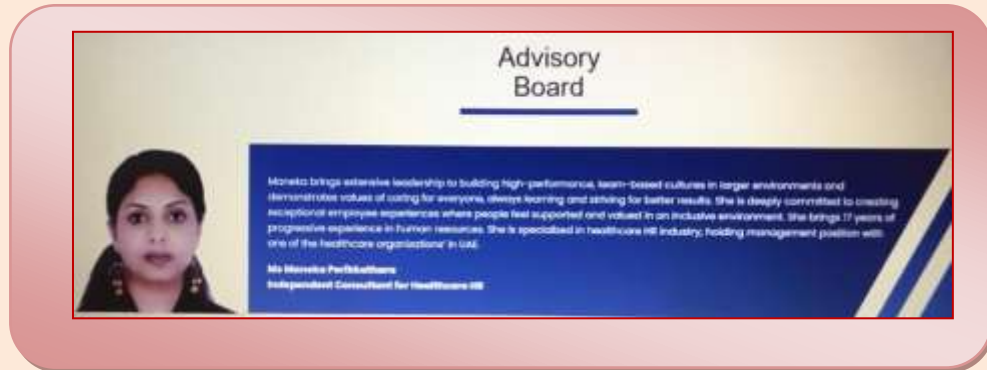 Advisory
Board
Maneka brings extensive leadership to building high-performance, team-based cultures in larger environments and
demonstrates values of caring for everyone, always learning and striving for better results. She is deeply committed to creating
exceptional employee experiences where people feel supported and valued in an inclusive environment. She brings 17 years of
progressive experience in human resources. She is specialised in healthcare HR industry, holding management position with
one of the healthcare organisations' in UAE.
Ms Maneka
Independent Consultant for Healthcare HR